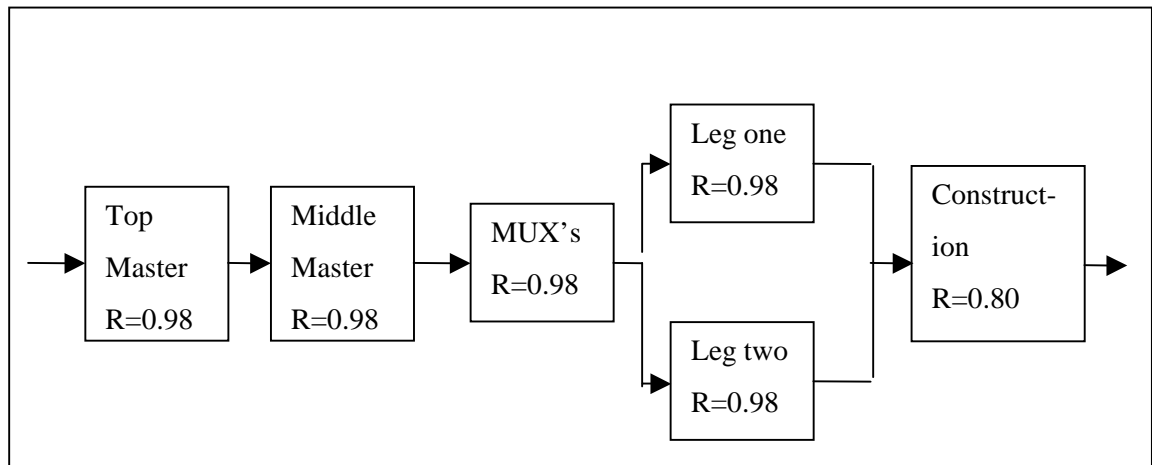 Top
Master
R=0.98
Middle
Master
R=0.98
MUX's
R=0.98
Leg one
R=0.98
Leg two
R=0.98
Construct-
ion
R=0.80